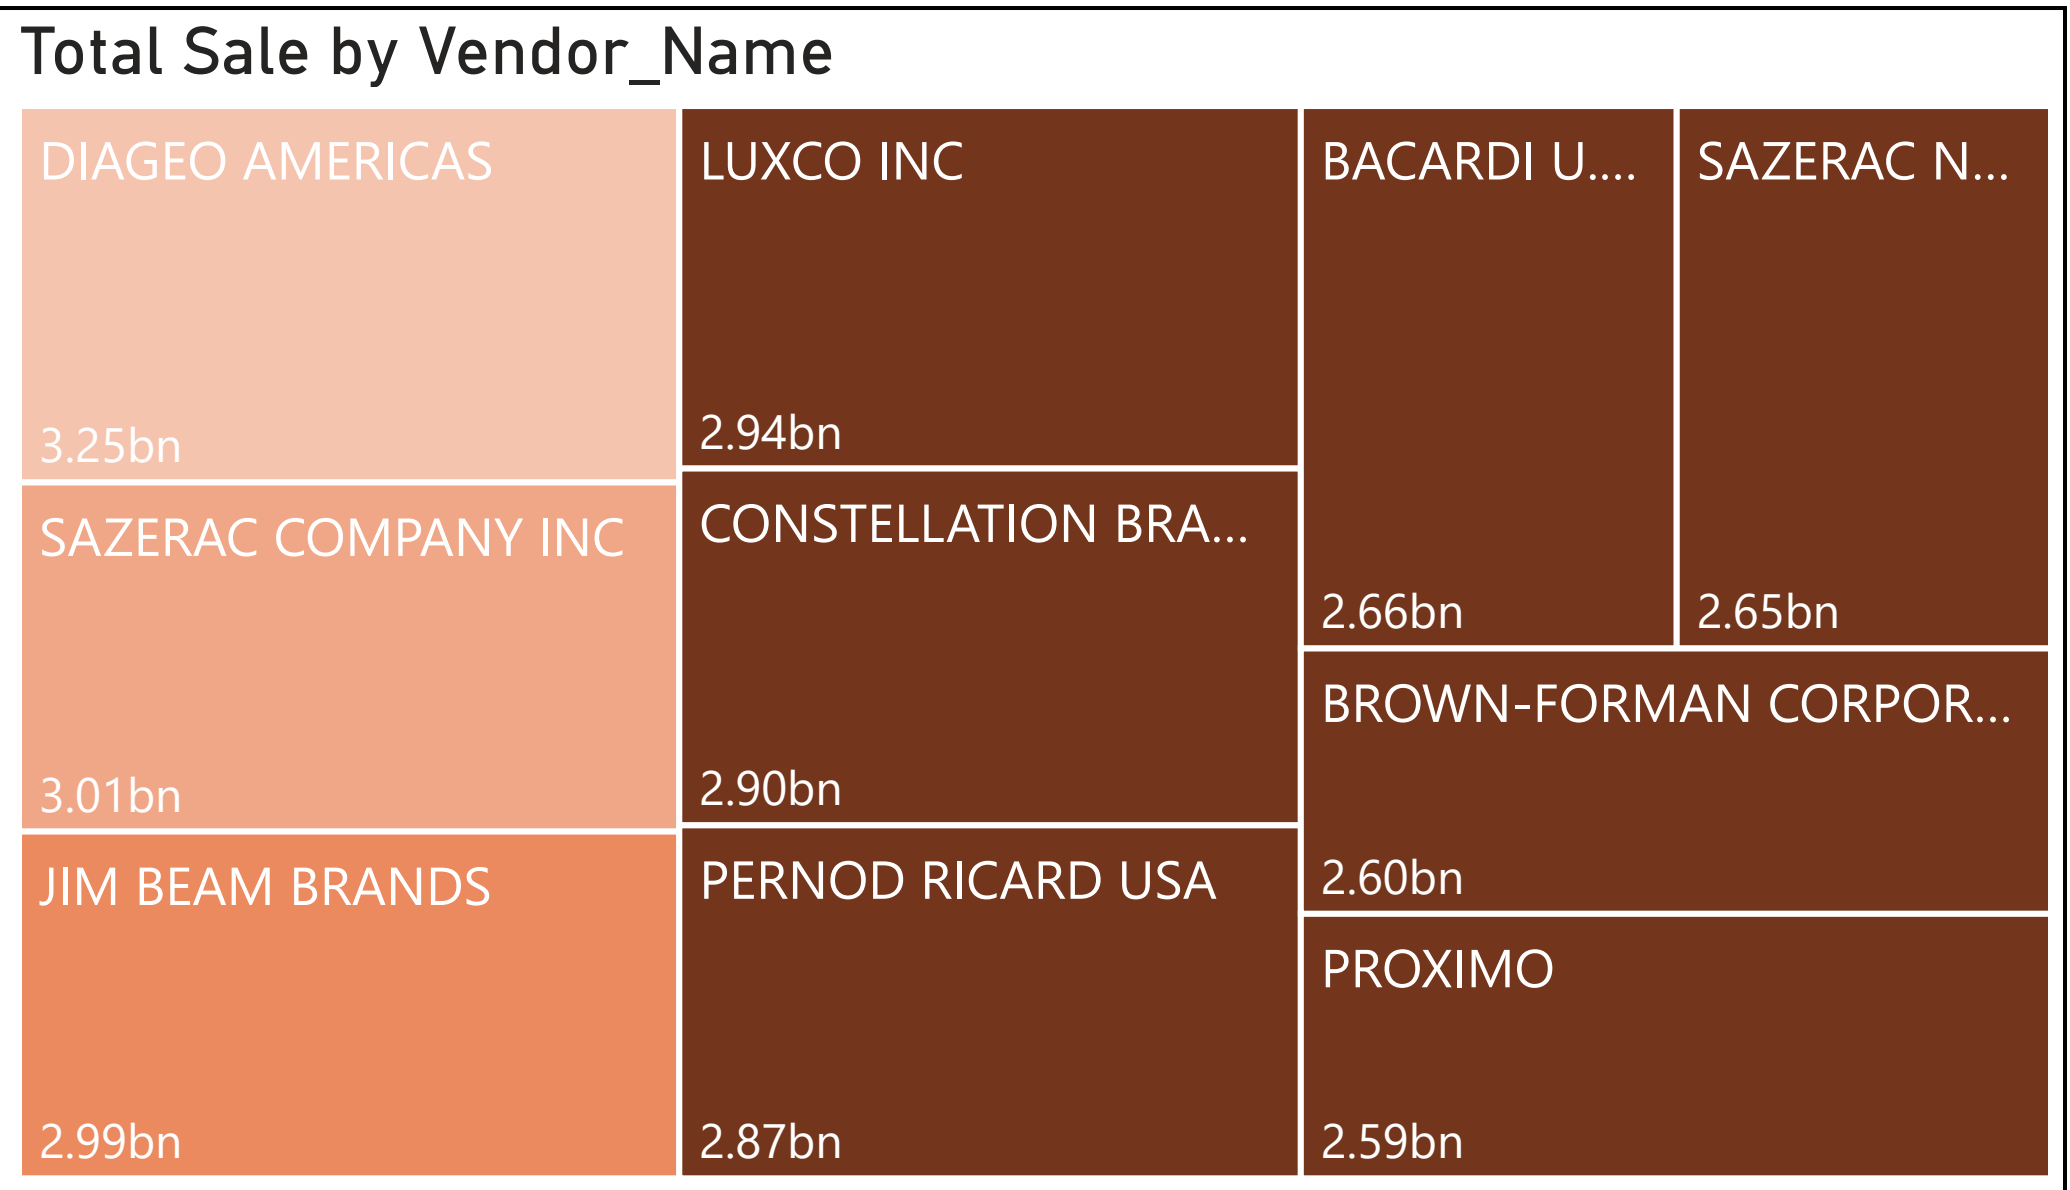 Total Sale by Vendor_Name
DIAGEO AMERICAS
3.25bn
SAZERAC COMPANY INC
3.01bn
JIM BEAM BRANDS
2.99bn
LUXCO INC
2.94bn
CONSTELLATION BRA...
2.90bn
PERNOD RICARD USA
2.87bn
BACARDI U....
2.66bn
SAZERAC N...
2.65bn
BROWN-FORMAN CORPOR...
2.60bn
PROXIMO
2.59bn